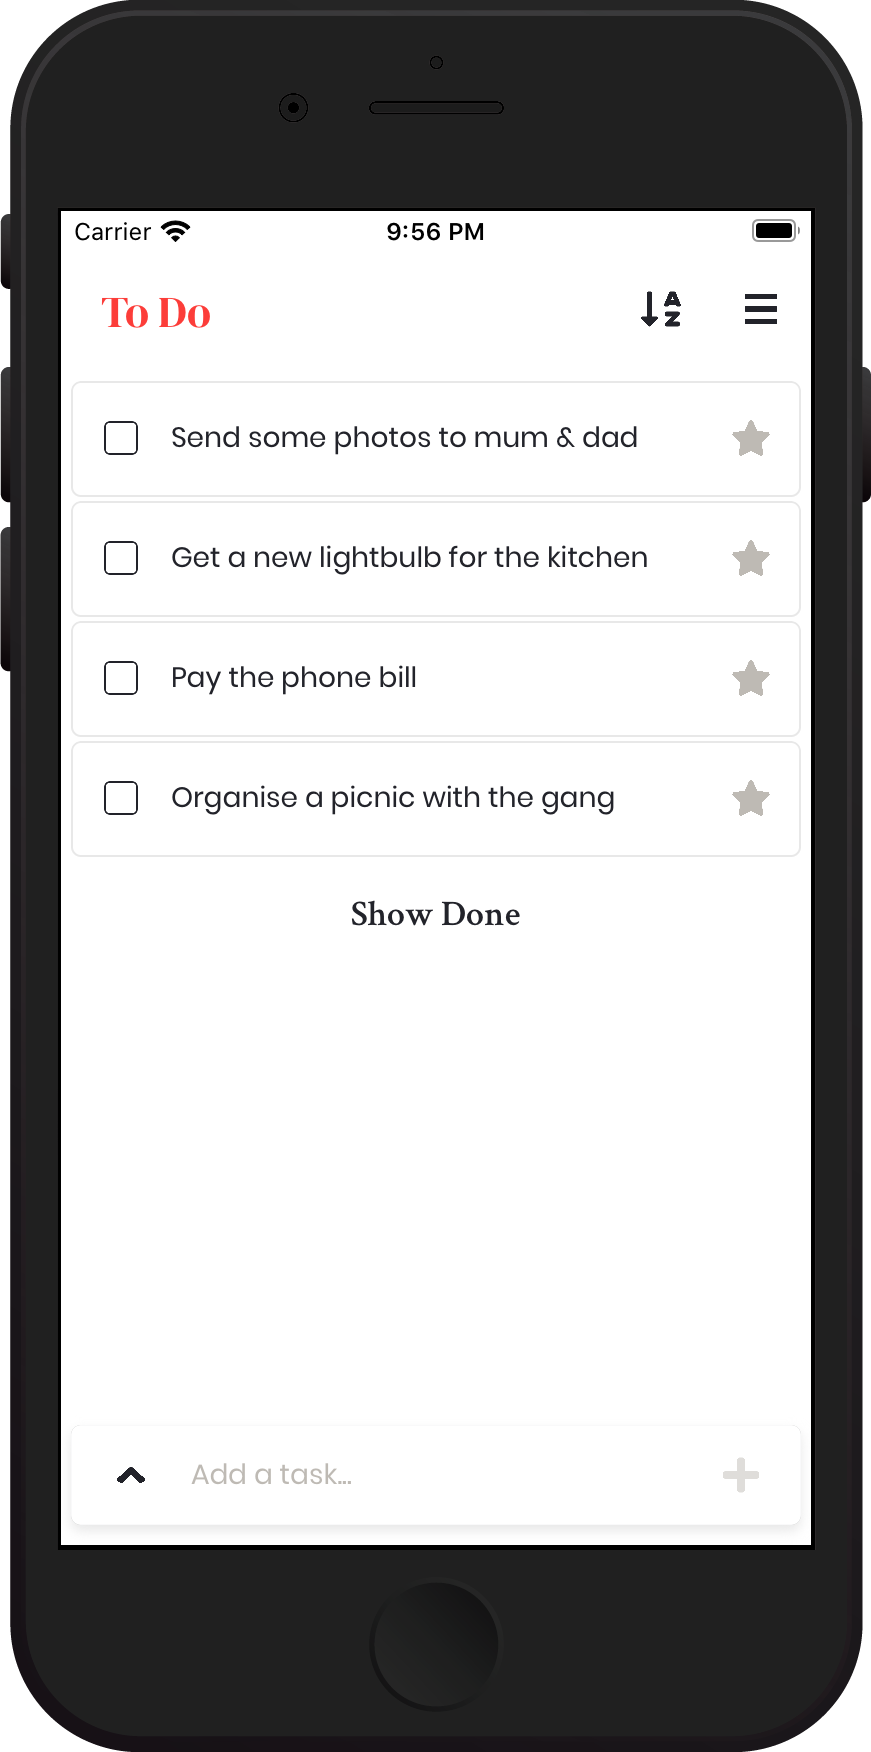 Carrier 9:56 PM
To Do
A
Z
Send some photos to mum & dad
Get a new lightbulb for the kitchen
Pay the phone bill
Organise a picnic with the gang
Show Done
Add a task...